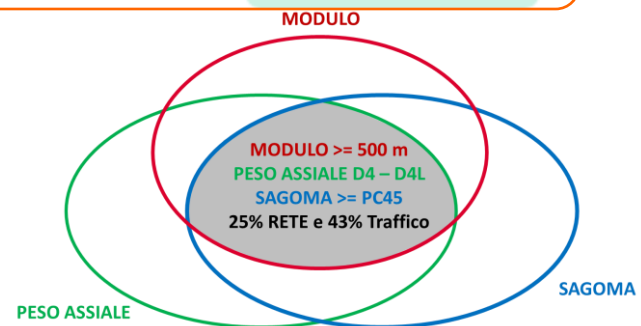 MODULO
MODULO >= 500 m
PESO ASSIALE D4 – D4L
SAGOMA >= PC45
25% RETE e 43% Traffico
SAGOMA
PESO ASSIALE